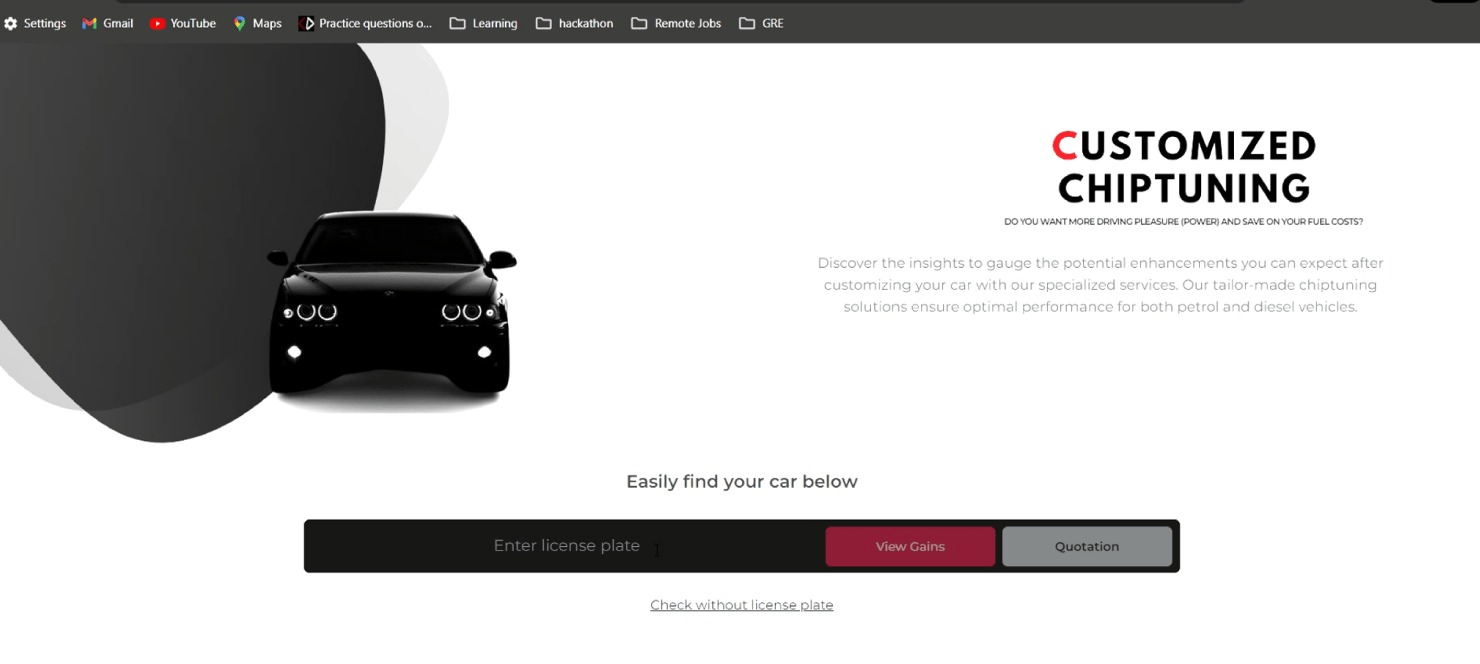 Settings Gmail YouTube Maps Practice questions o... Learning hackathon Remote Jobs GRE
CUSTOMIZED
CHIPTUNING
DO YOU WANT MORE DRIVING PLEASURE (POWER) AND SAVE ON YOUR FUEL COSTS?
Discover the insights to gauge the potential enhancements you can expect after
customizing your car with our specialized services. Our tailor-made chiptuning
solutions ensure optimal performance for both petrol and diesel vehicles.
Easily find your car below
Enter license plate View Gains Quotation
Check without license plate